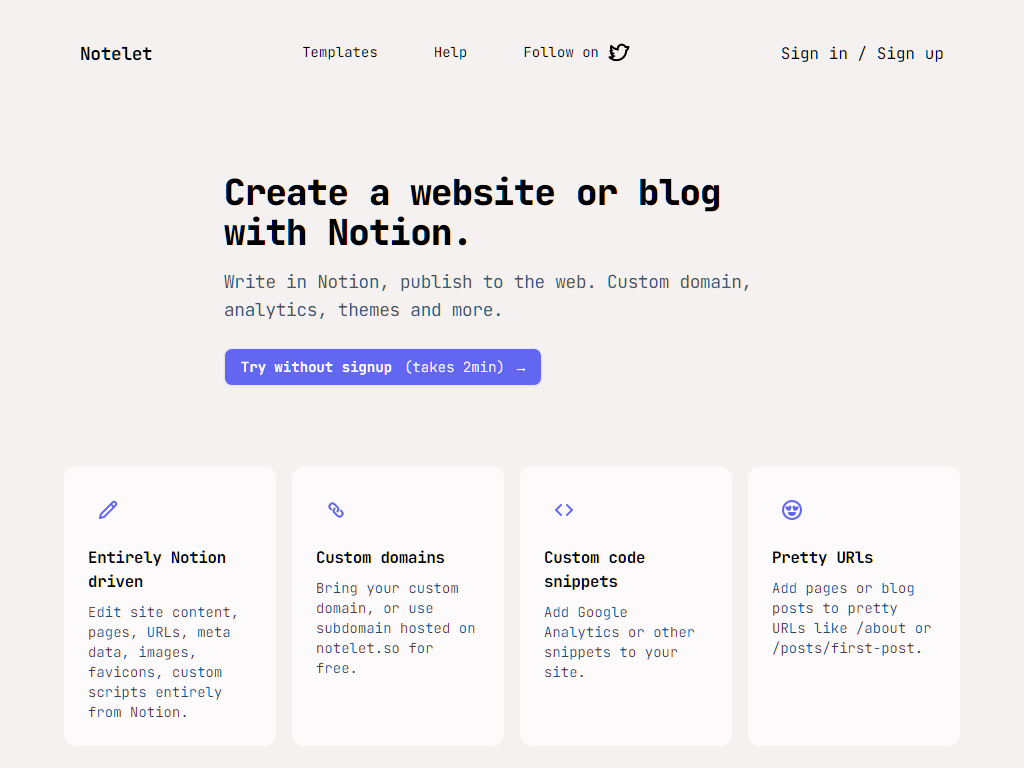 Notelet
Templates
Help
Follow on
Sign in / Sign up
Create a website or blog
with Notion.
Write in Notion, publish to the web. Custom domain,
analytics, themes and more.
Try without signup (takes 2min) →
Entirely Notion
driven
Edit site content,
pages, URLs, meta
data, images,
favicons, custom
scripts entirely
from Notion.
Custom domains
Bring your custom
domain, or use
subdomain hosted on
notelet.so for
free.
Custom code
snippets
Add Google
Analytics or other
snippets to your
site.
Pretty URLs
Add pages or blog
posts to pretty
URLs like /about or
/posts/first-post.